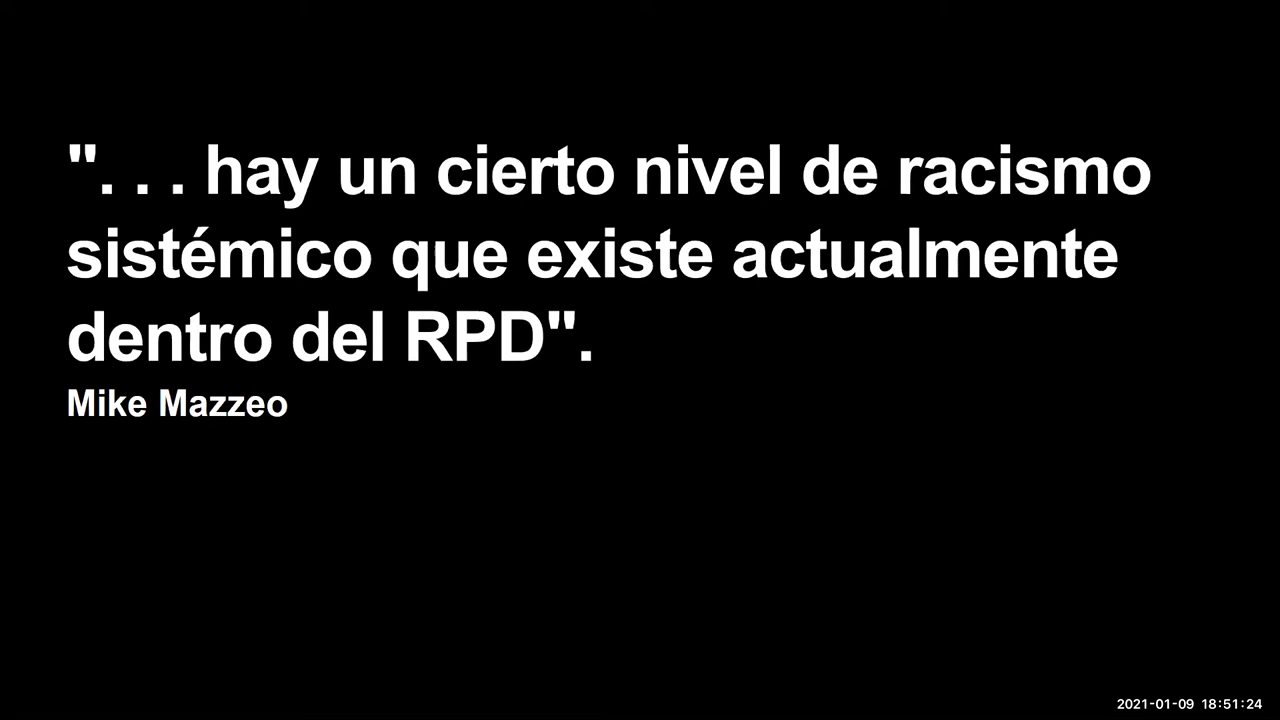 ". . . hay un cierto nivel de racismo
sistémico que existe actualmente
dentro del RPD".
Mike Mazzeo
2021-01-09 18:51:24